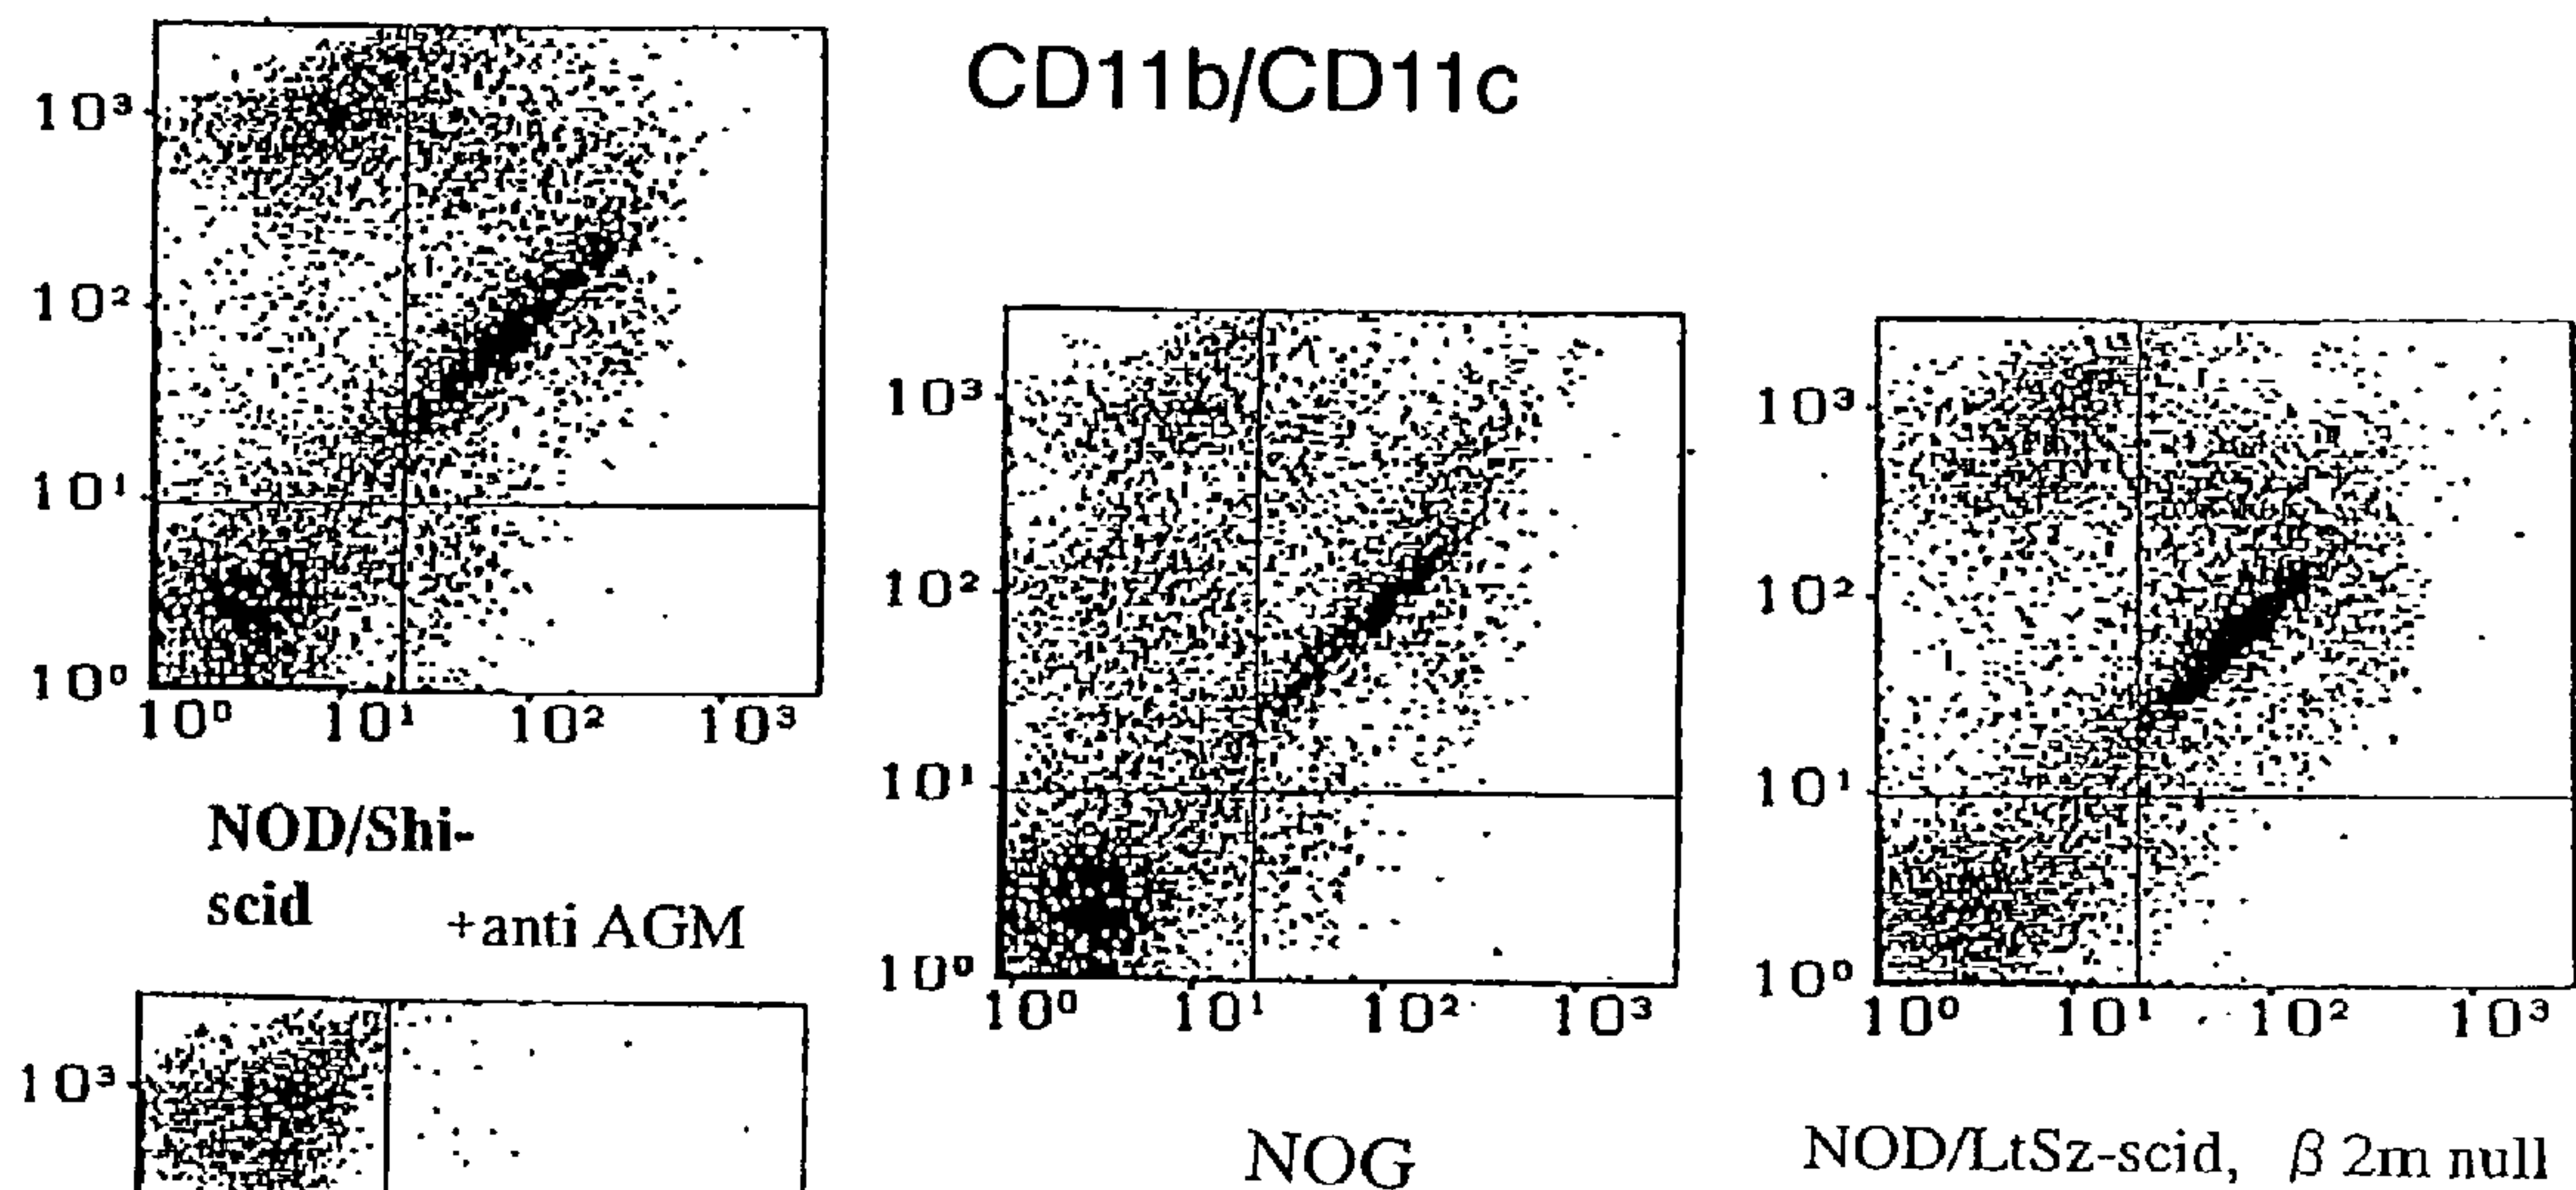 CD11b/CD11c
10³
10²
10¹
10⁰
10⁰ 10¹ 10² 10³
NOD/Shi-
scid
+anti AGM
10³
10³
10²
10¹
10⁰
10⁰ 10¹ 10² 10³
NOG
10³
10²
10¹
10⁰
10⁰ 10¹ 10² 10³
NOD/LtSz-scid, β 2m null